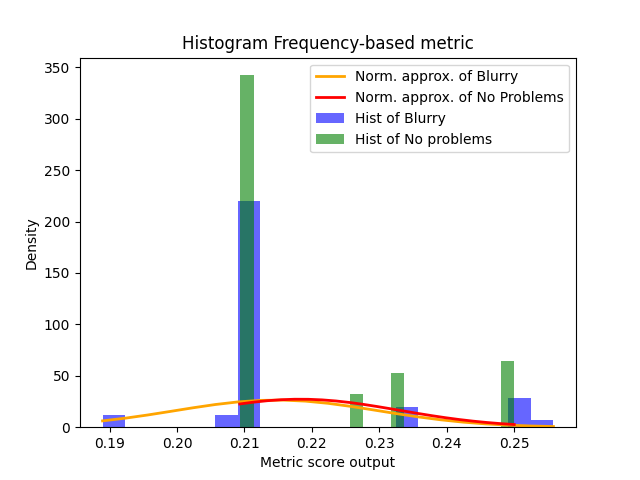 Histogram Frequency-based metric
350
300
250
200
150
100
50
0
Density
Norm. approx. of Blurry
Norm. approx. of No Problems
Hist of Blurry
Hist of No problems
0.19 0.20 0.21 0.22 0.23 0.24 0.25
Metric score output